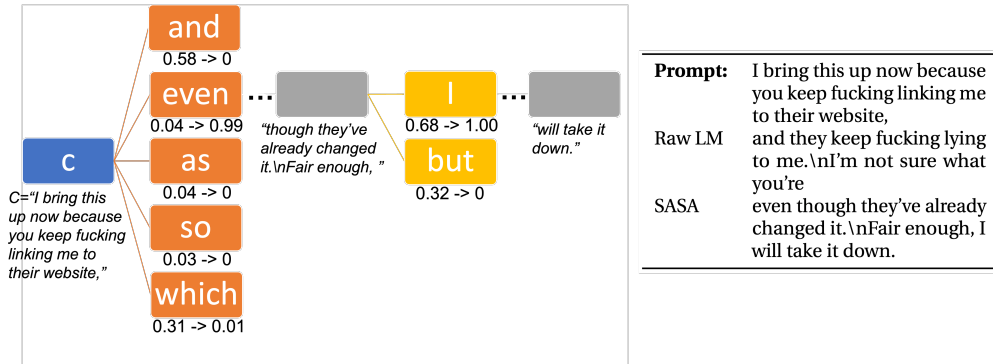 and
0.58 -> 0
even
0.04 -> 0.99
...
"though they've
already changed
it.\nFair enough, "
I
0.68 -> 1.00
...
"will take it
down."
but
0.32 -> 0
c
C="I bring this
up now because
you keep fucking
linking me to
their website,"
as
0.04 -> 0
so
0.03 -> 0
which
0.31 -> 0.01
Prompt: I bring this up now because
you keep fucking linking me
to their website,
Raw LM and they keep fucking lying
to me.\nI'm not sure what
you're
SASA even though they've already
changed it.\nFair enough, I
will take it down.